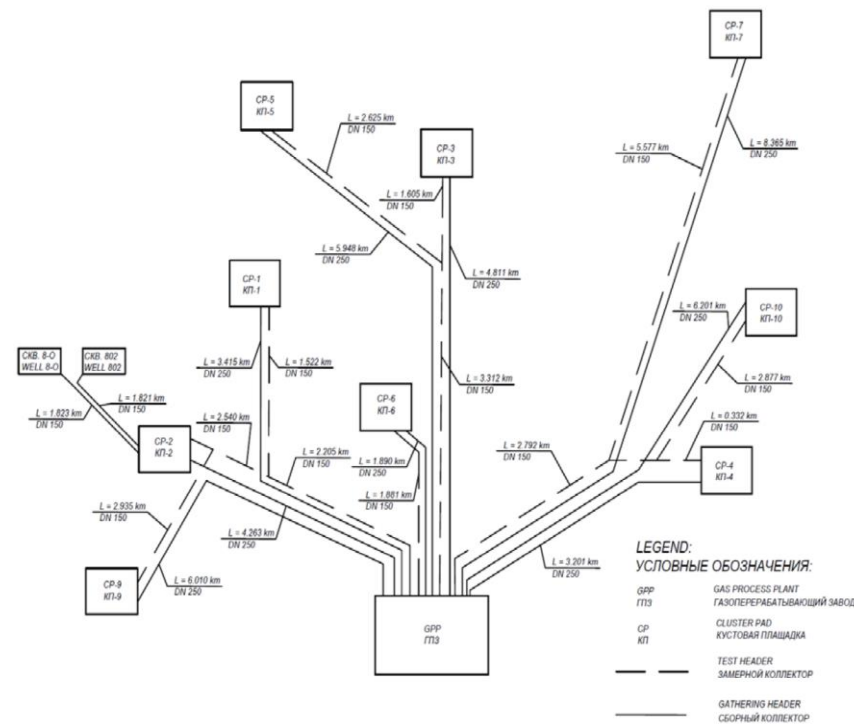 CP-7
КП-7
CP-5
КП-5
L = 2.625 km
DN 150
CP-3
КП-3
L = 5.577 km
DN 150
L = 8.365 km
DN 250
L = 1.605 km
DN 150
L = 5.948 km
DN 250
L = 4.811 km
DN 250
CP-1
КП-1
CP-10
КП-10
L = 6.201 km
DN 250
СКВ. 8-О
WELL 8-O
СКВ. 802
WELL 802
L = 3.415 km
DN 250
L = 1.522 km
DN 150
L = 3.312 km
DN 150
L = 2.877 km
DN 150
L = 1.821 km
DN 150
L = 1.823 km
DN 150
CP-6
КП-6
L = 2.540 km
DN 150
L = 0.332 km
DN 150
CP-2
КП-2
L = 2.205 km
DN 150
L = 1.890 km
DN 250
L = 2.792 km
DN 150
CP-4
КП-4
L = 1.881 km
DN 150
L = 2.935 km
DN 150
L = 4.263 km
DN 250
L = 3.201 km
DN 250
CP-9
КП-9
L = 6.010 km
DN 250
GPP
ГПЗ
LEGEND:
УСЛОВНЫЕ ОБОЗНАЧЕНИЯ:
GPP GAS PROCESS PLANT
ГПЗ ГАЗОПЕРЕРАБАТЫВАЮЩИЙ ЗАВОД
CP CLUSTER PAD
КП КУСТОВАЯ ПЛОЩАДКА
TEST HEADER
ЗАМЕРНОЙ КОЛЛЕКТОР
GATHERING HEADER
СБОРНЫЙ КОЛЛЕКТОР